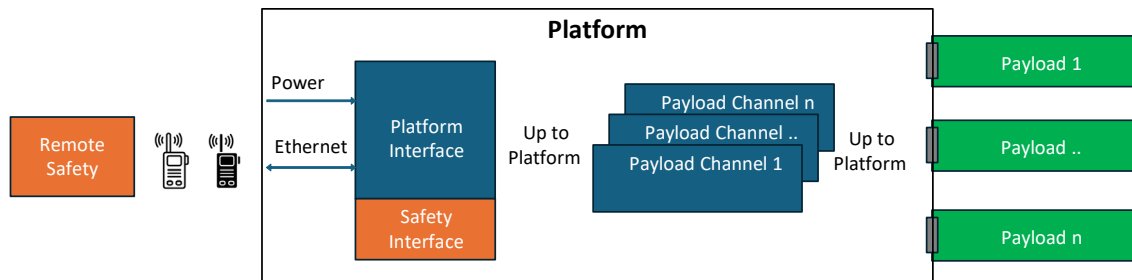 Platform
Power
Ethernet
Remote
Safety
Platform
Interface
Safety
Interface
Up to
Platform
Payload Channel n
Payload Channel ..
Payload Channel 1
Up to
Platform
Payload 1
Payload ..
Payload n